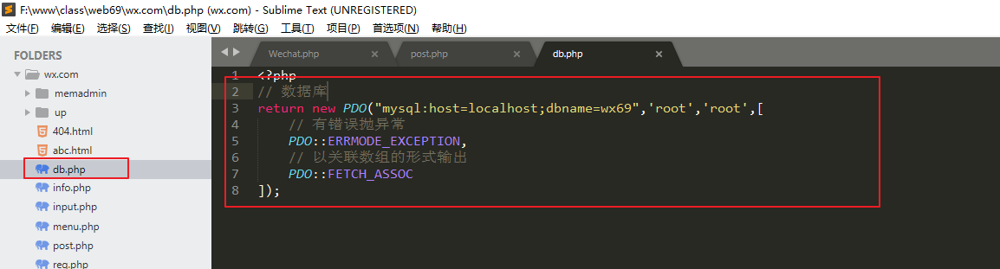 F:\www\class\web69\wx.com\db.php (wx.com) - Sublime Text (UNREGISTERED)
文件(F) 编辑(E) 选择(S) 查找(I) 视图(V) 跳转(G) 工具(T) 项目(P) 首选项(N) 帮助(H)
FOLDERS
wx.com
memadmin
up
404.html
abc.html
db.php
info.php
input.php
menu.php
post.php
req.php
Wechat.php × post.php × db.php ×
1 <?php
2 // 数据库
3 return new PDO("mysql:host=localhost;dbname=wx69",'root','root',[
4 // 有错误抛异常
5 PDO::ERRMODE_EXCEPTION,
6 // 以关联数组的形式输出
7 PDO::FETCH_ASSOC
8 ]);